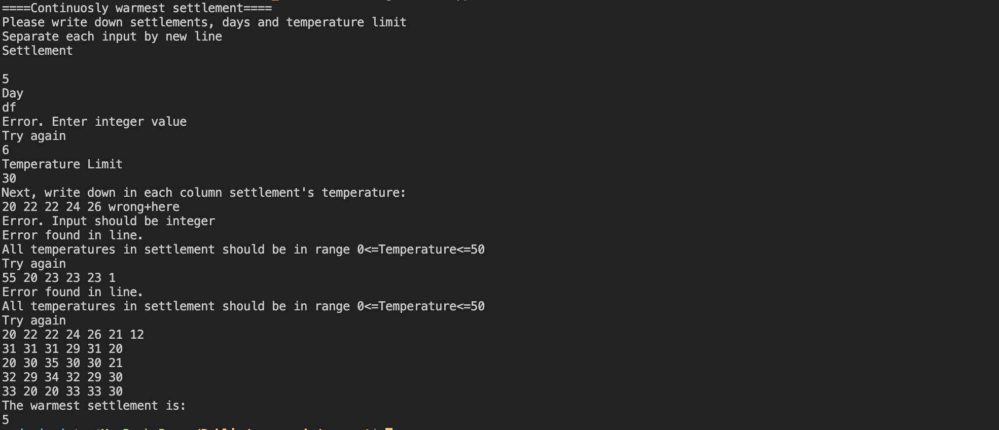 ====Continuosly warmest settlement====
Please write down settlements, days and temperature limit
Separate each input by new line
Settlement
5
Day
df
Error. Enter integer value
Try again
6
Temperature Limit
30
Next, write down in each column settlement's temperature:
20 22 22 24 26 wrong+here
Error. Input should be integer
Error found in line.
All temperatures in settlement should be in range 0<=Temperature<=50
Try again
55 20 23 23 23 1
Error found in line.
All temperatures in settlement should be in range 0<=Temperature<=50
Try again
20 22 22 24 26 21 12
31 31 31 29 31 20
20 30 35 30 30 21
32 29 34 32 29 30
33 20 20 33 33 30
The warmest settlement is:
5